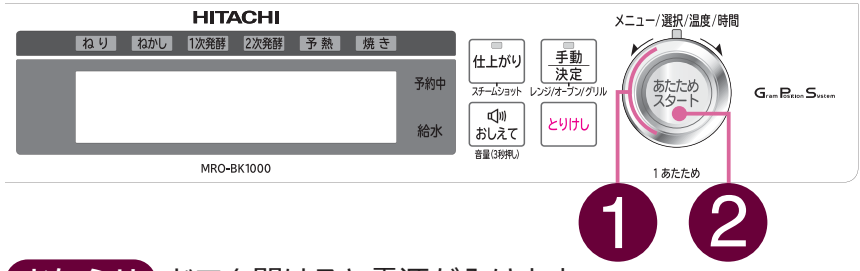 HITACHI
ねり ねかし 1次発酵 2次発酵 予熱 焼き
予約中
給水
MRO-BK1000
仕上がり
スチームショット
手動
決定
レンジ/オーブン/グリル
おしえて
音量(3秒押し)
とりけし
メニュー/選択/温度/時間
あたため
スタート
Gram Position System
1 あたため
1
2